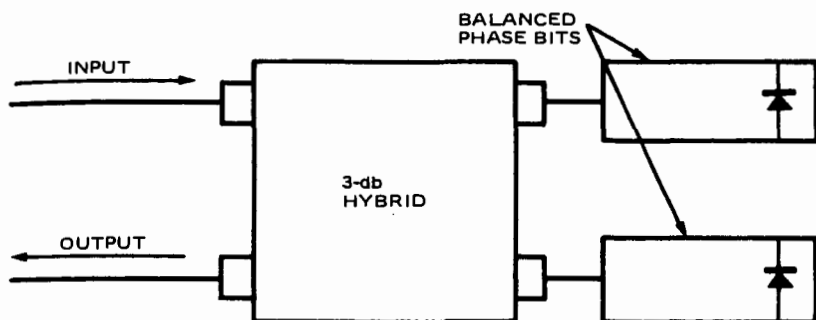 BALANCED
PHASE BITS
INPUT
3-db
HYBRID
OUTPUT